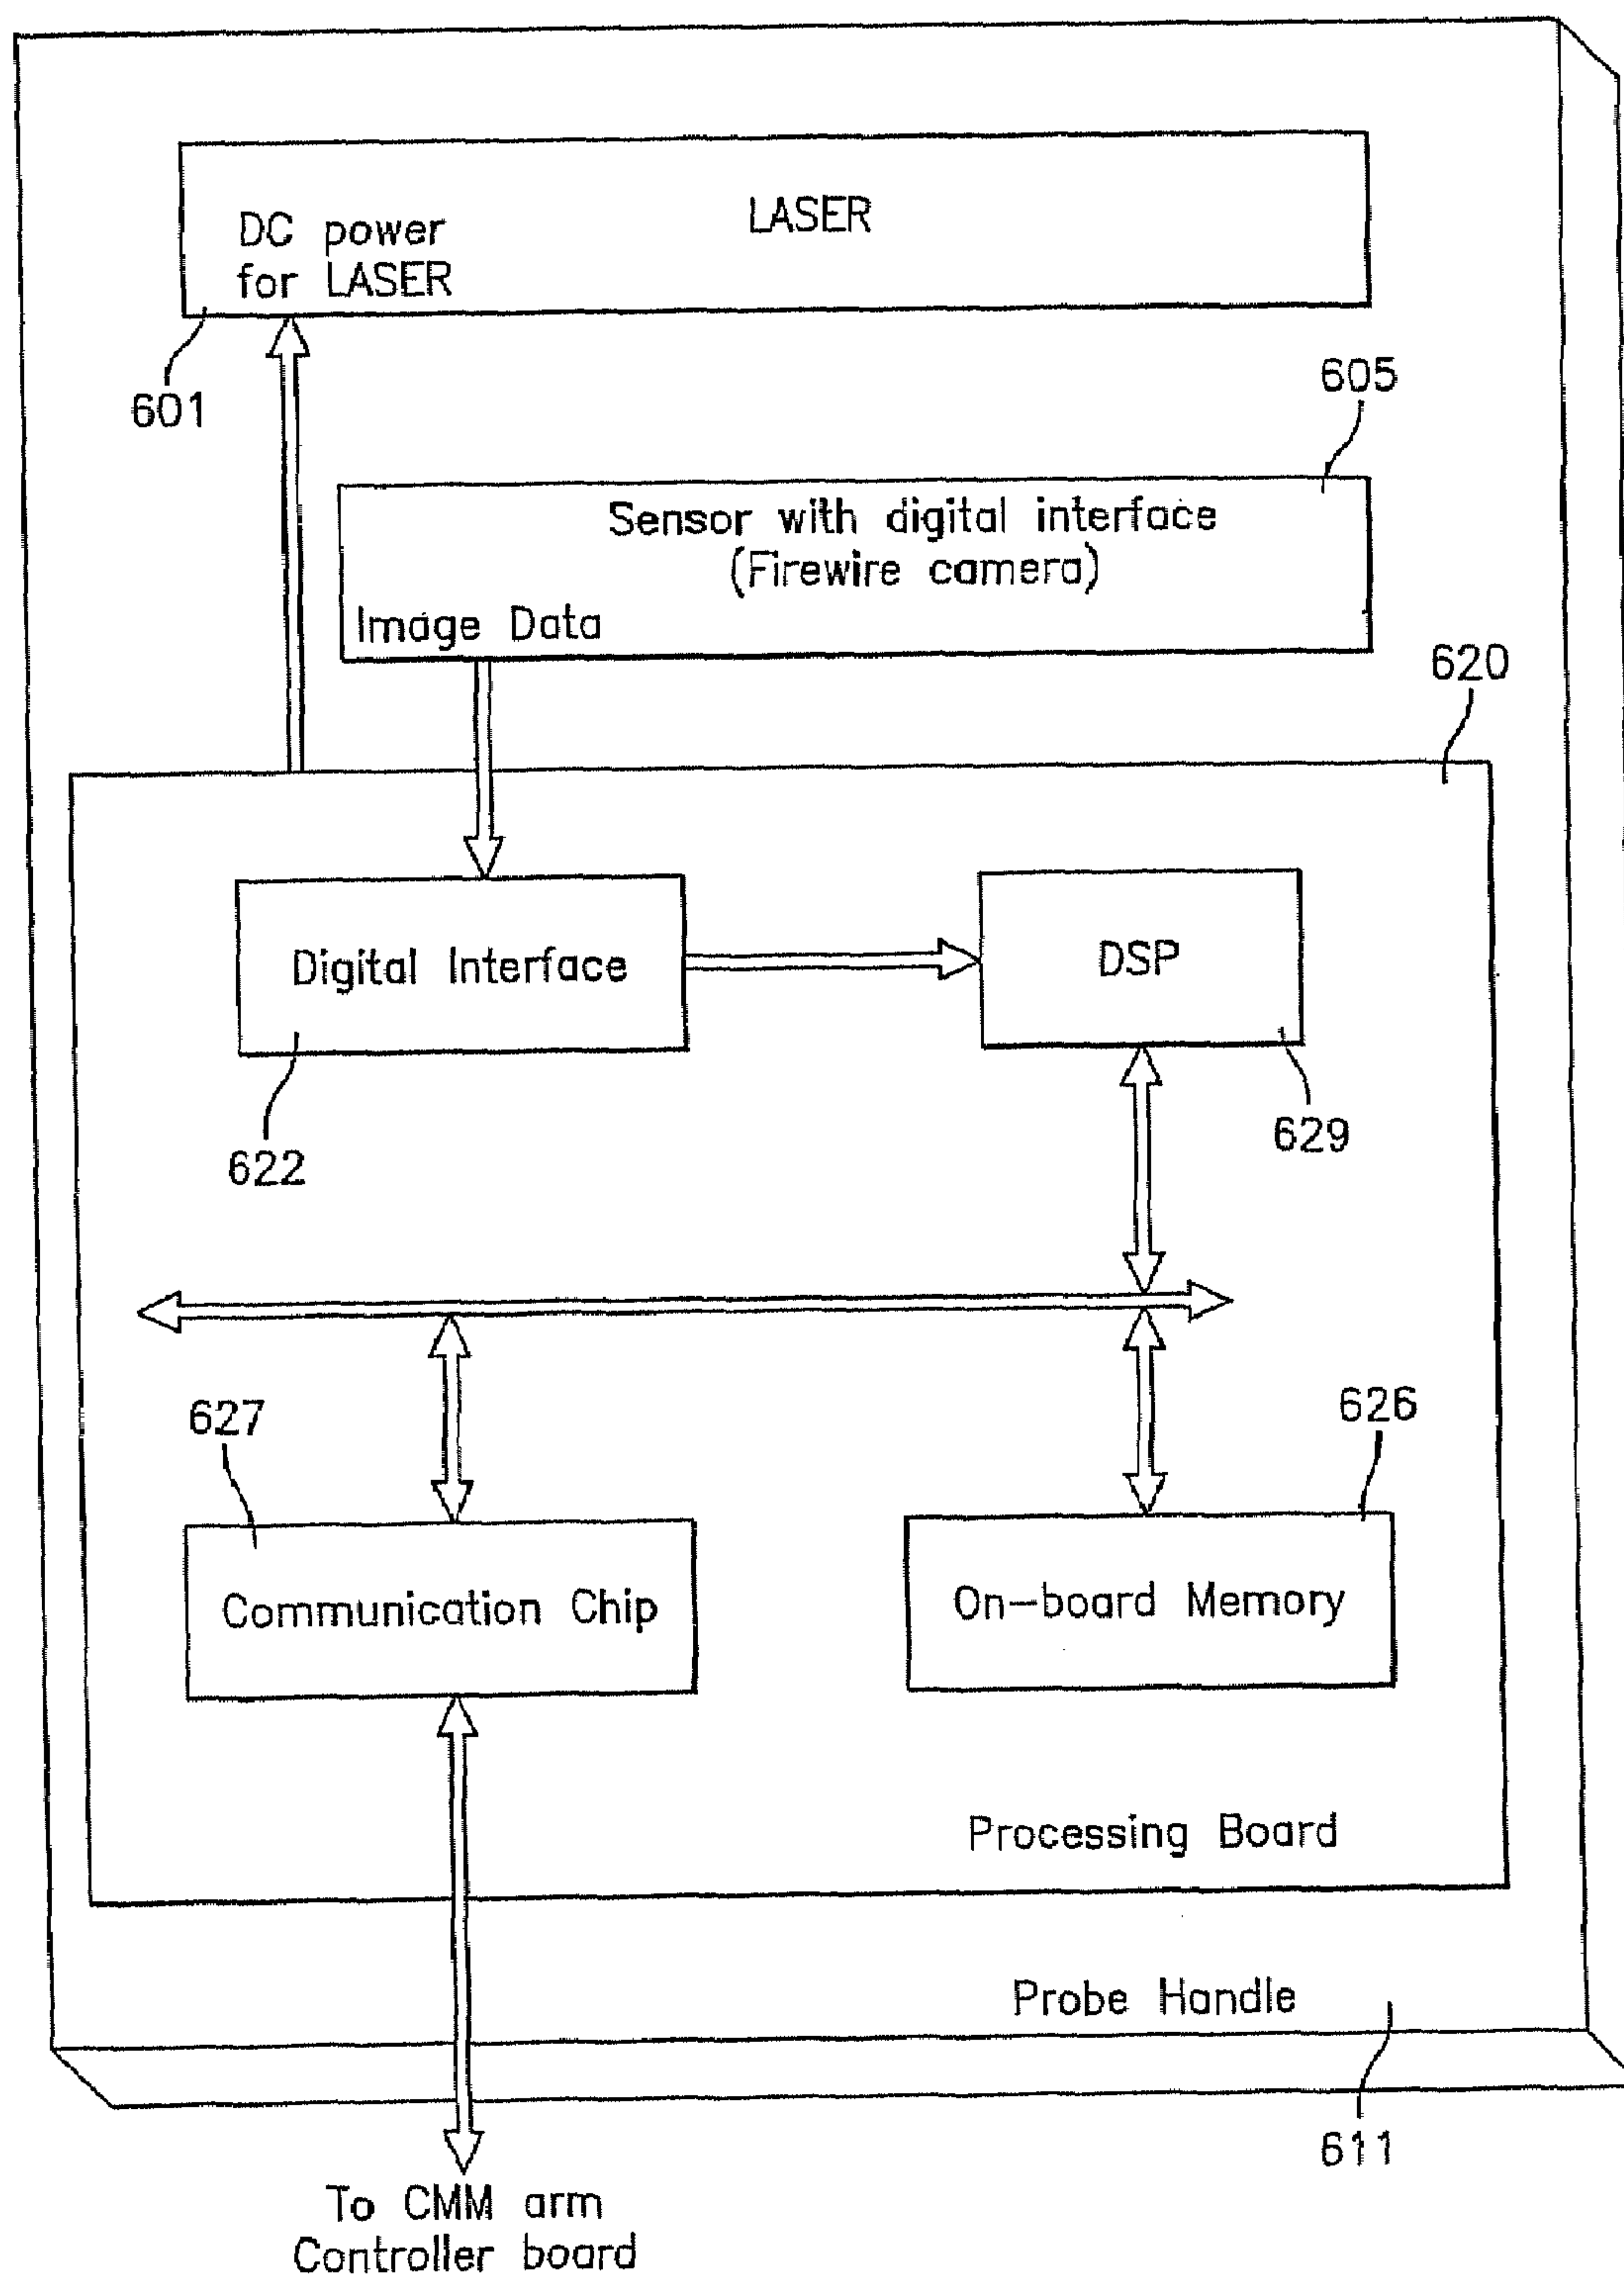 LASER
DC power
for LASER
601
605
Sensor with digital interface
(Firewire camera)
Image Data
620
Digital Interface
DSP
622
629
627
626
Communication Chip
On-board Memory
Processing Board
Probe Handle
611
To CMM arm
Controller board